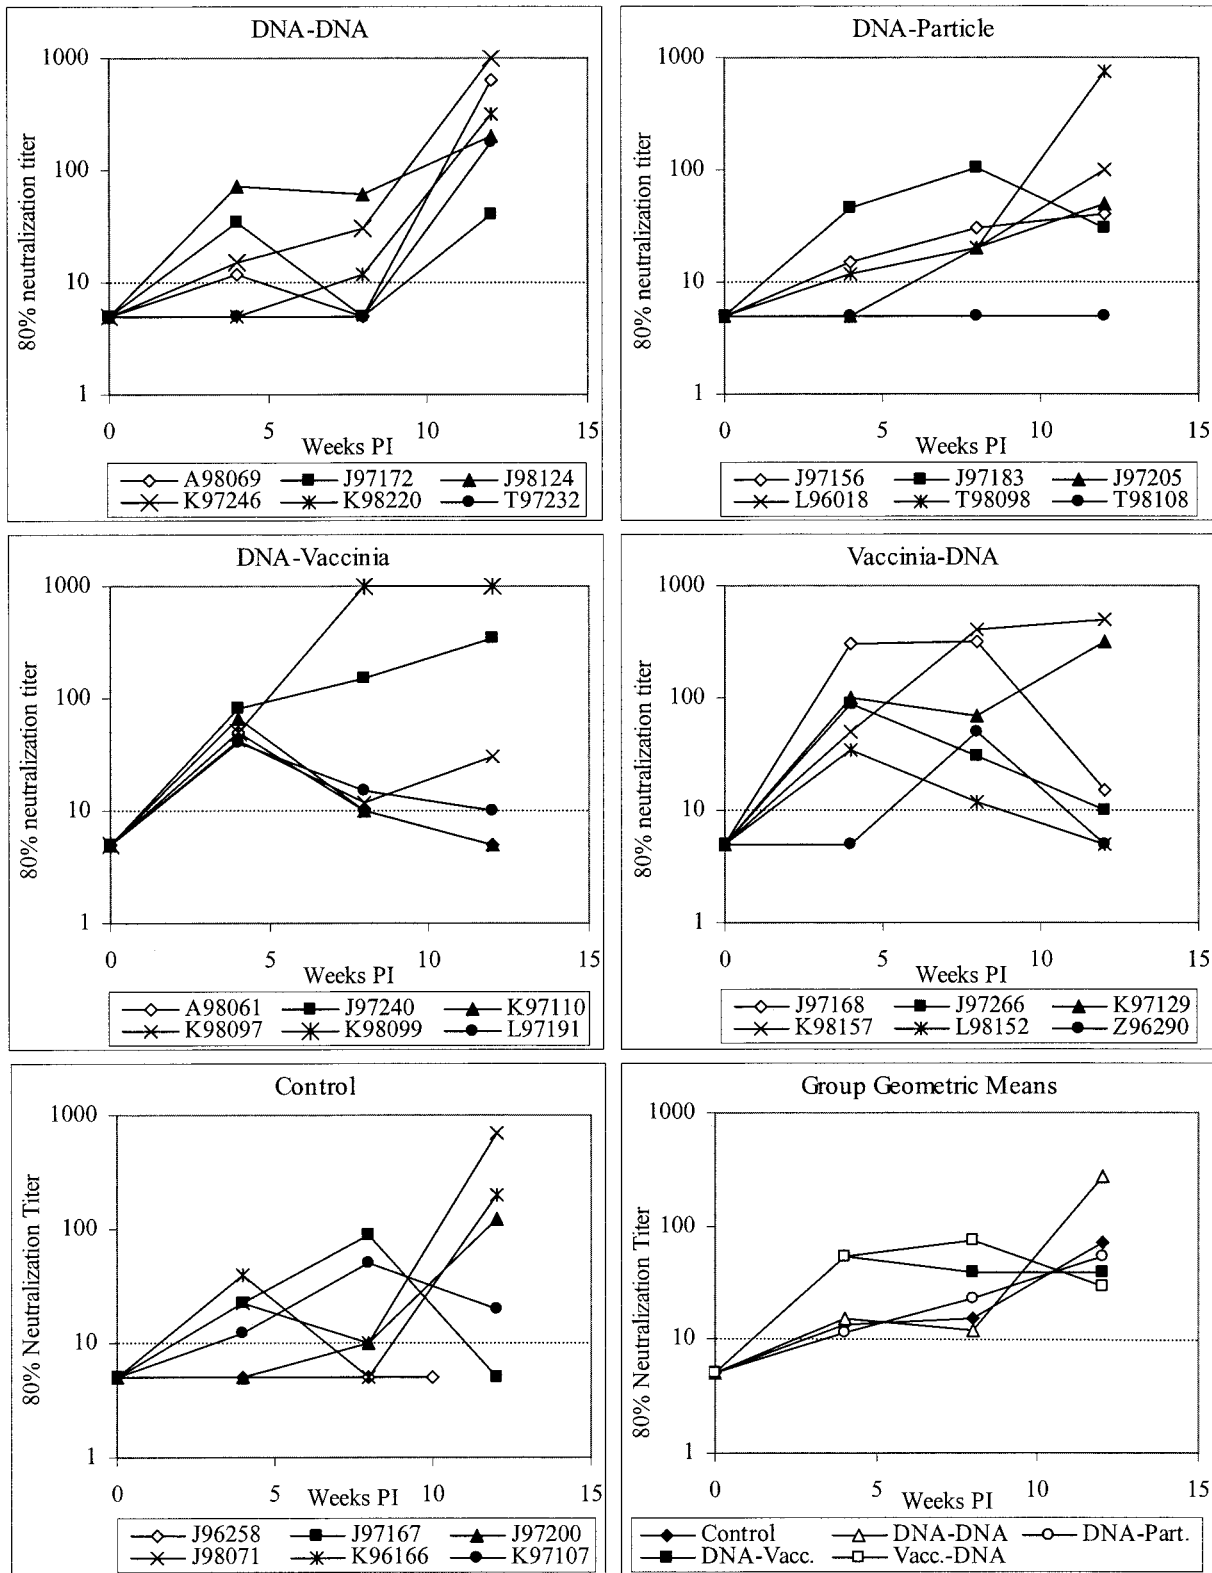 DNA-DNA
80% neutralization titer
1000
100
10
1
0 5 10 15
Weeks PI
A98069 J97172 J98124
K97246 K98220 T97232
DNA-Particle
80% neutralization titer
1000
100
10
1
0 5 10 15
Weeks PI
J97156 J97183 J97205
L96018 T98098 T98108
DNA-Vaccinia
80% neutralization titer
1000
100
10
1
0 5 10 15
Weeks PI
A98061 J97240 K97110
K98097 K98099 L97191
Vaccinia-DNA
80% neutralization titer
1000
100
10
1
0 5 10 15
Weeks PI
J97168 J97266 K97129
K98157 L98152 Z96290
Control
80% Neutralization Titer
1000
100
10
1
0 5 10 15
Weeks PI
J96258 J97167 J97200
J98071 K96166 K97107
Group Geometric Means
80% Neutralization Titer
1000
100
10
1
0 5 10 15
Weeks PI
Control DNA-DNA DNA-Part.
DNA-Vacc. Vacc.-DNA